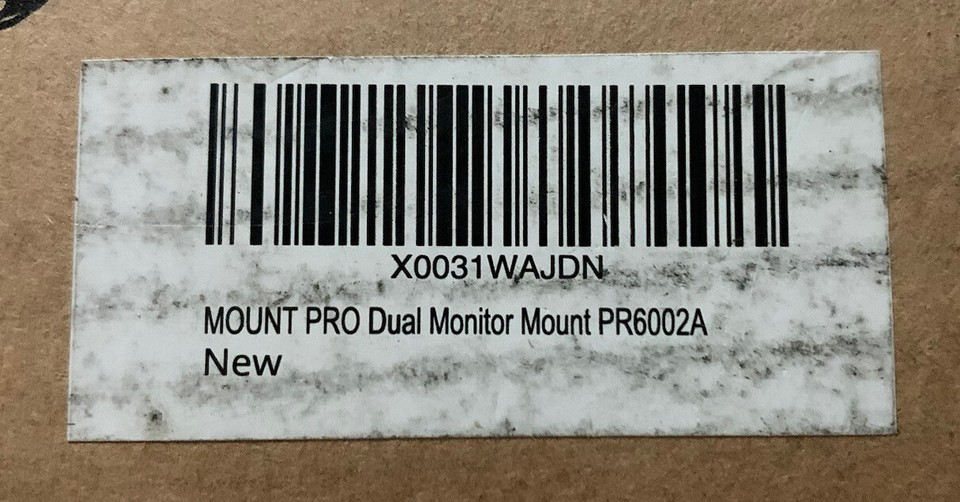 X0031WAJDN
MOUNT PRO Dual Monitor Mount PR6002A
New